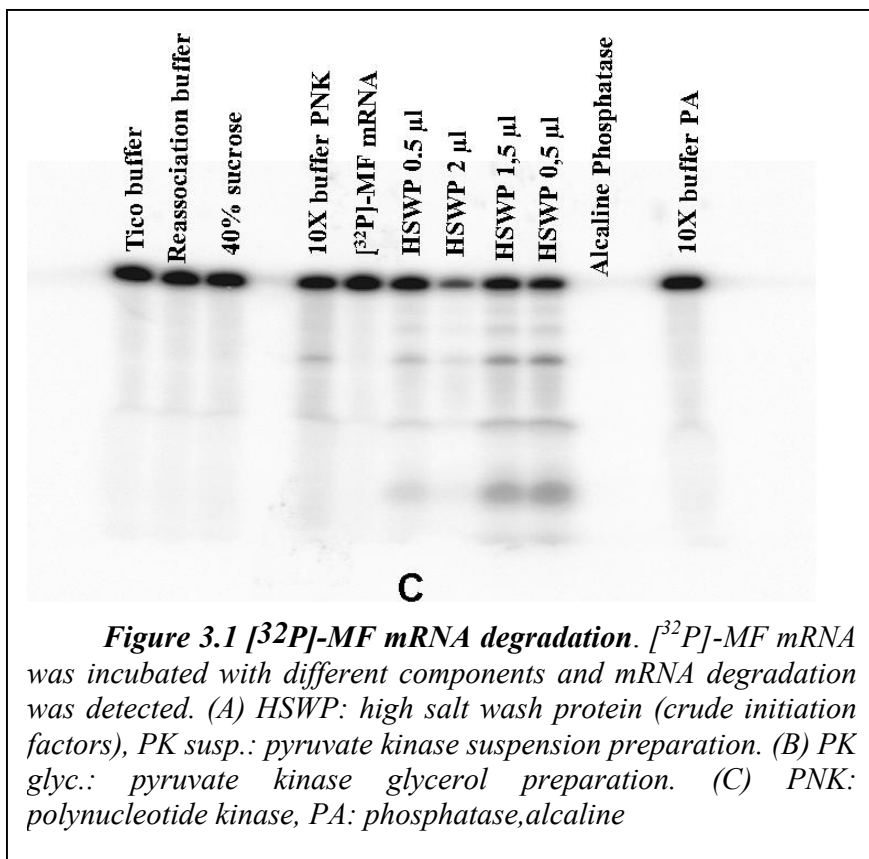 Tico buffer
Reassociation buffer
40% sucrose
10X buffer PNK
[³²P]-MF mRNA
HSWP 0.5 µl
HSWP 2 µl
HSWP 1,5 µl
HSWP 0,5 µl
Alcaline Phosphatase
10X buffer PA
C
Figure 3.1 [³²P]-MF mRNA degradation. [³²P]-MF mRNA
was incubated with different components and mRNA degradation
was detected. (A) HSWP: high salt wash protein (crude initiation
factors), PK susp.: pyruvate kinase suspension preparation. (B) PK
glyc.: pyruvate kinase glycerol preparation. (C) PNK:
polynucleotide kinase, PA: phosphatase,alcaline